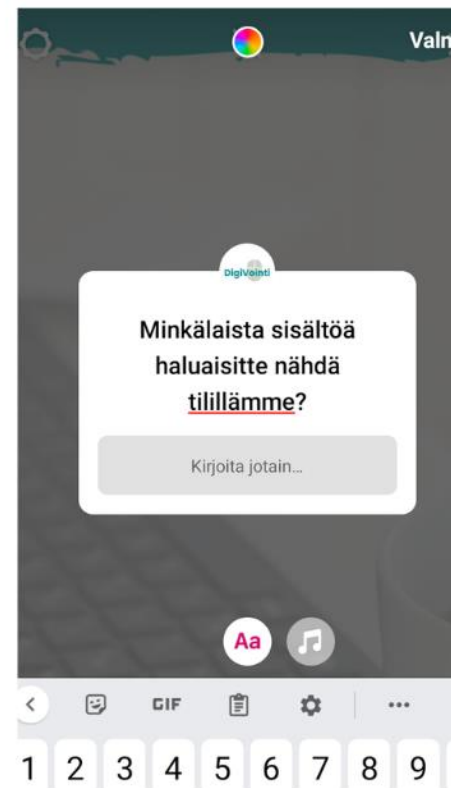 Valm
DigiVointi
Minkälaista sisältöä
haluaisitte nähdä
tilillämme?
Kirjoita jotain...
Aa
GIF
1 2 3 4 5 6 7 8 9